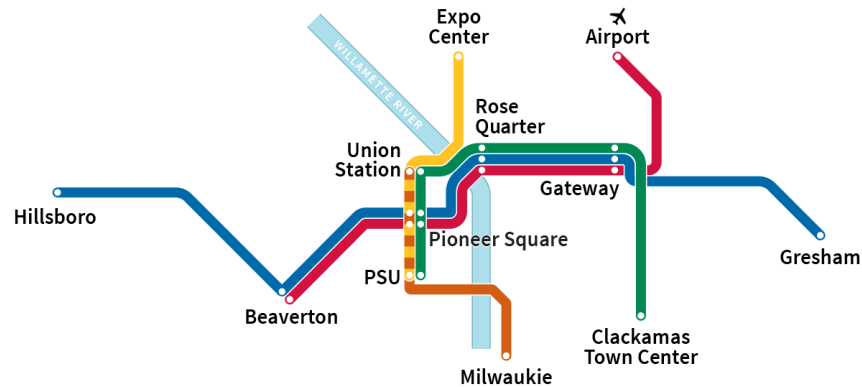 Expo
Center
Airport
WILLAMETTE RIVER
Rose
Quarter
Union
Station
Gateway
Hillsboro
Pioneer Square
Gresham
PSU
Beaverton
Clackamas
Town Center
Milwaukie